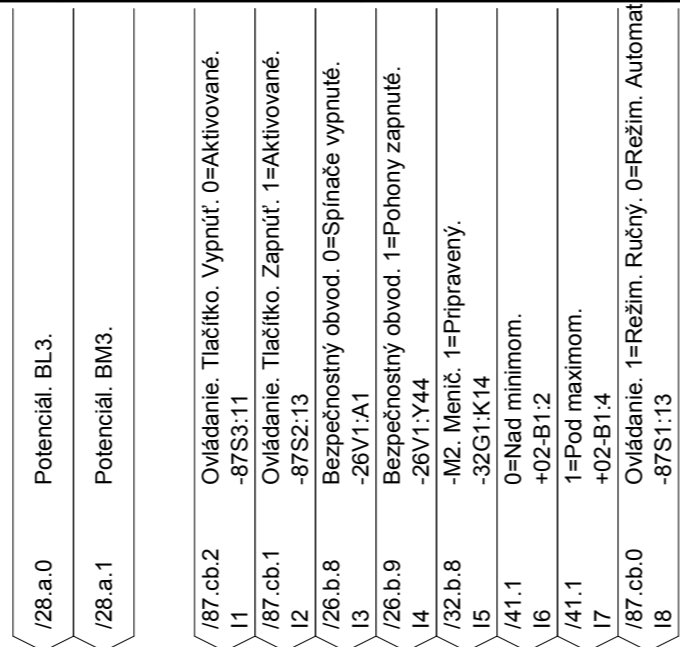 /28.a.0 Potenciál. BL3.
/28.a.1 Potenciál. BM3.
/87.cb.2 Ovládanie. Tlačítko. Vypnúť. 0=Aktivované.
I1 -87S3:11
/87.cb.1 Ovládanie. Tlačítko. Zapnúť. 1=Aktivované.
I2 -87S2:13
/26.b.8 Bezpečnostný obvod. 0=Spínače vypnuté.
I3 -26V1:A1
/26.b.9 Bezpečnostný obvod. 1=Pohony zapnuté.
I4 -26V1:Y44
/32.b.8 -M2. Menič. 1=Pripravený.
I5 -32G1:K14
/41.1 0=Nad minimom.
I6 +02-B1:2
/41.1 1=Pod maximom.
I7 +02-B1:4
/87.cb.0 Ovládanie. 1=Režim. Ručný. 0=Režim. Automat
I8 -87S1:13